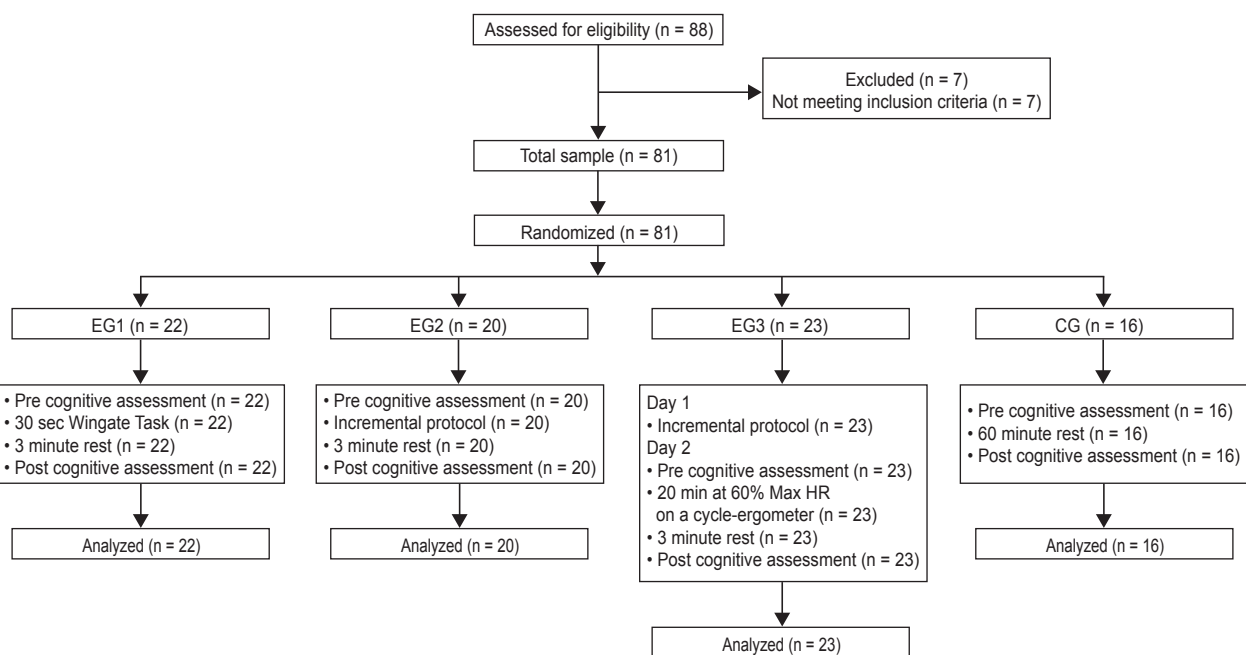 Assessed for eligibility (n = 88)
Excluded (n = 7)
Not meeting inclusion criteria (n = 7)
Total sample (n = 81)
Randomized (n = 81)
EG1 (n = 22)
EG2 (n = 20)
EG3 (n = 23)
CG (n = 16)
• Pre cognitive assessment (n = 22)
• 30 sec Wingate Task (n = 22)
• 3 minute rest (n = 22)
• Post cognitive assessment (n = 22)
• Pre cognitive assessment (n = 20)
• Incremental protocol (n = 20)
• 3 minute rest (n = 20)
• Post cognitive assessment (n = 20)
Day 1
• Incremental protocol (n = 23)
Day 2
• Pre cognitive assessment (n = 23)
• 20 min at 60% Max HR
on a cycle-ergometer (n = 23)
• 3 minute rest (n = 23)
• Post cognitive assessment (n = 23)
• Pre cognitive assessment (n = 16)
• 60 minute rest (n = 16)
• Post cognitive assessment (n = 16)
Analyzed (n = 22)
Analyzed (n = 20)
Analyzed (n = 23)
Analyzed (n = 16)